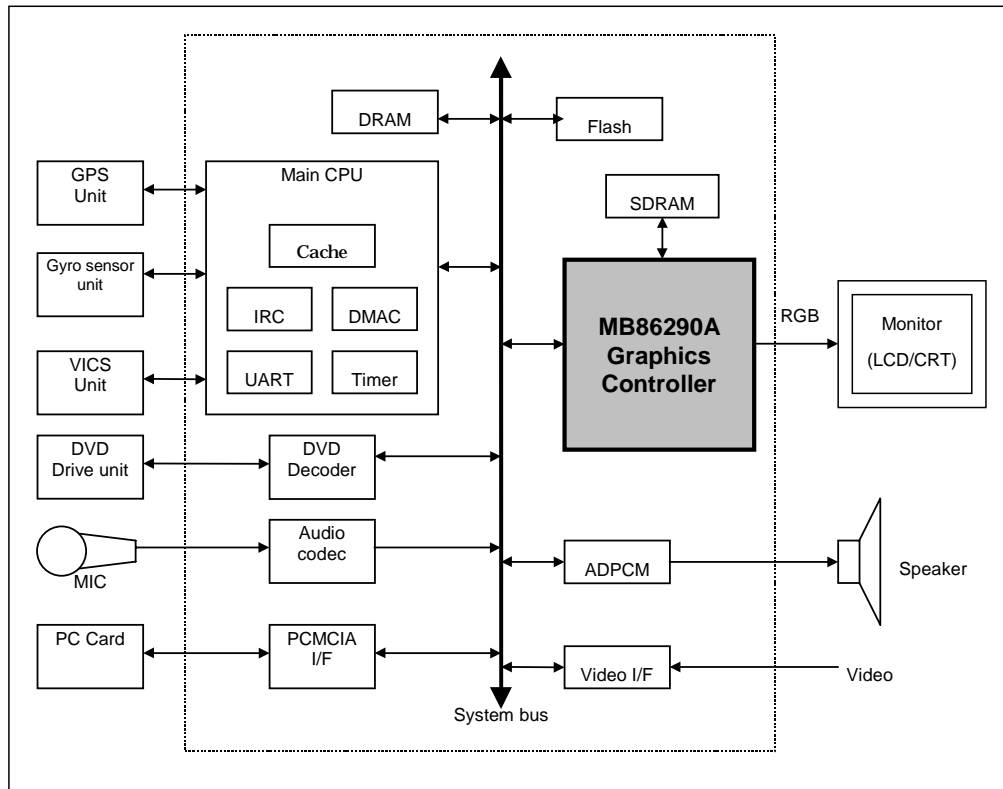 DRAM
Flash
GPS
Unit
Main CPU
SDRAM
Cache
Gyro sensor
unit
IRC
DMAC
MB86290A
Graphics
Controller
RGB
Monitor
(LCD/CRT)
VICS
Unit
UART
Timer
DVD
Drive unit
DVD
Decoder
Audio
codec
MIC
ADPCM
Speaker
PC Card
PCMCIA
I/F
Video I/F
Video
System bus